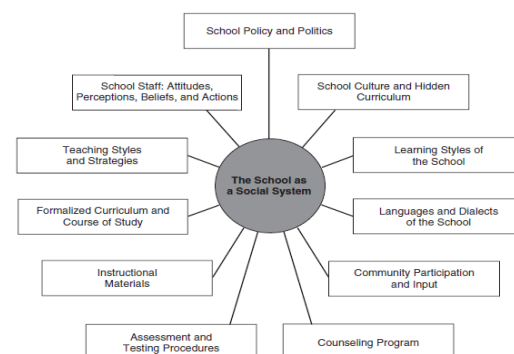 School Policy and Politics
School Staff: Attitudes,
Perceptions, Beliefs, and Actions
School Culture and Hidden
Curriculum
Teaching Styles
and Strategies
Learning Styles of
the School
The School as
a Social System
Formalized Curriculum and
Course of Study
Languages and Dialects
of the School
Instructional
Materials
Community Participation
and Input
Assessment and
Testing Procedures
Counseling Program